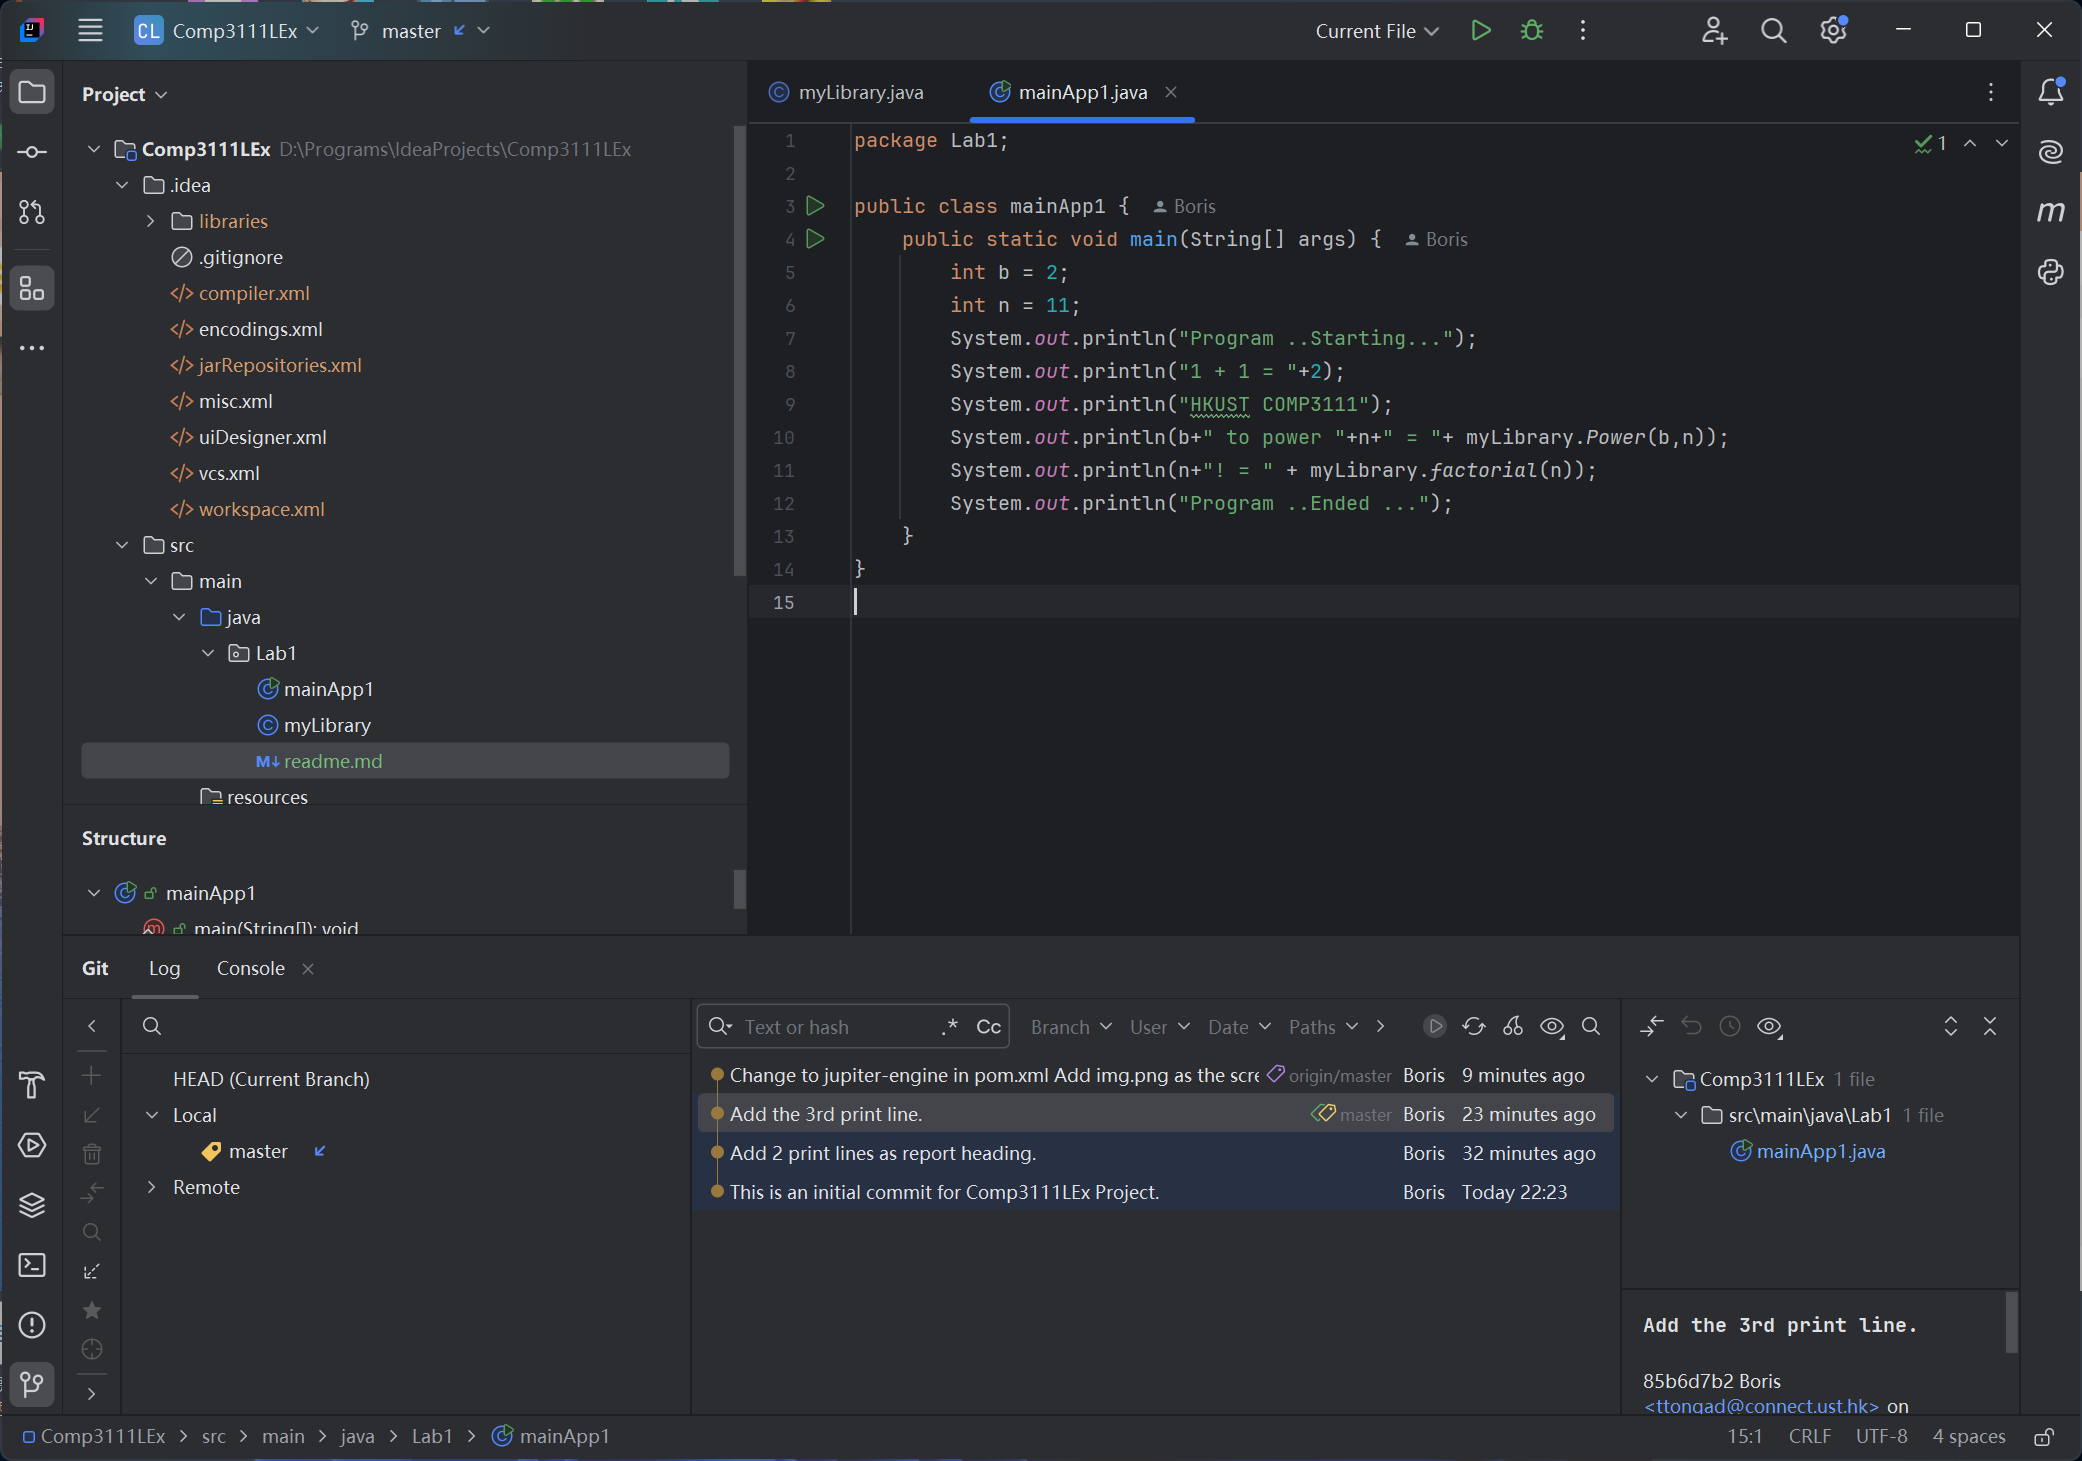 CL Comp3111LEx master Current File
Project
Comp3111LEx D:\Programs\IdeaProjects\Comp3111LEx
.idea
libraries
.gitignore
</> compiler.xml
</> encodings.xml
</> jarRepositories.xml
</> misc.xml
</> uiDesigner.xml
</> vcs.xml
</> workspace.xml
src
main
java
Lab1
mainApp1
myLibrary
M↓ readme.md
resources
Structure
mainApp1
main(String[]): void
myLibrary.java mainApp1.java
1 package Lab1;
2
3 public class mainApp1 { Boris
4 public static void main(String[] args) { Boris
5 int b = 2;
6 int n = 11;
7 System.out.println("Program ..Starting...");
8 System.out.println("1 + 1 = "+2);
9 System.out.println("HKUST COMP3111");
10 System.out.println(b+" to power "+n+" = "+ myLibrary.Power(b,n));
11 System.out.println(n+"! = " + myLibrary.factorial(n));
12 System.out.println("Program ..Ended ...");
13 }
14 }
15
1
m
Git Log Console
HEAD (Current Branch)
Local
master
Remote
Text or hash .* Cc Branch User Date Paths
Change to jupiter-engine in pom.xml Add img.png as the scre origin/master Boris 9 minutes ago
Add the 3rd print line. master Boris 23 minutes ago
Add 2 print lines as report heading. Boris 32 minutes ago
This is an initial commit for Comp3111LEx Project. Boris Today 22:23
Comp3111LEx 1 file
src\main\java\Lab1 1 file
mainApp1.java
Add the 3rd print line.
85b6d7b2 Boris
<ttongad@connect.ust.hk> on
Comp3111LEx > src > main > java > Lab1 > mainApp1 15:1 CRLF UTF-8 4 spaces